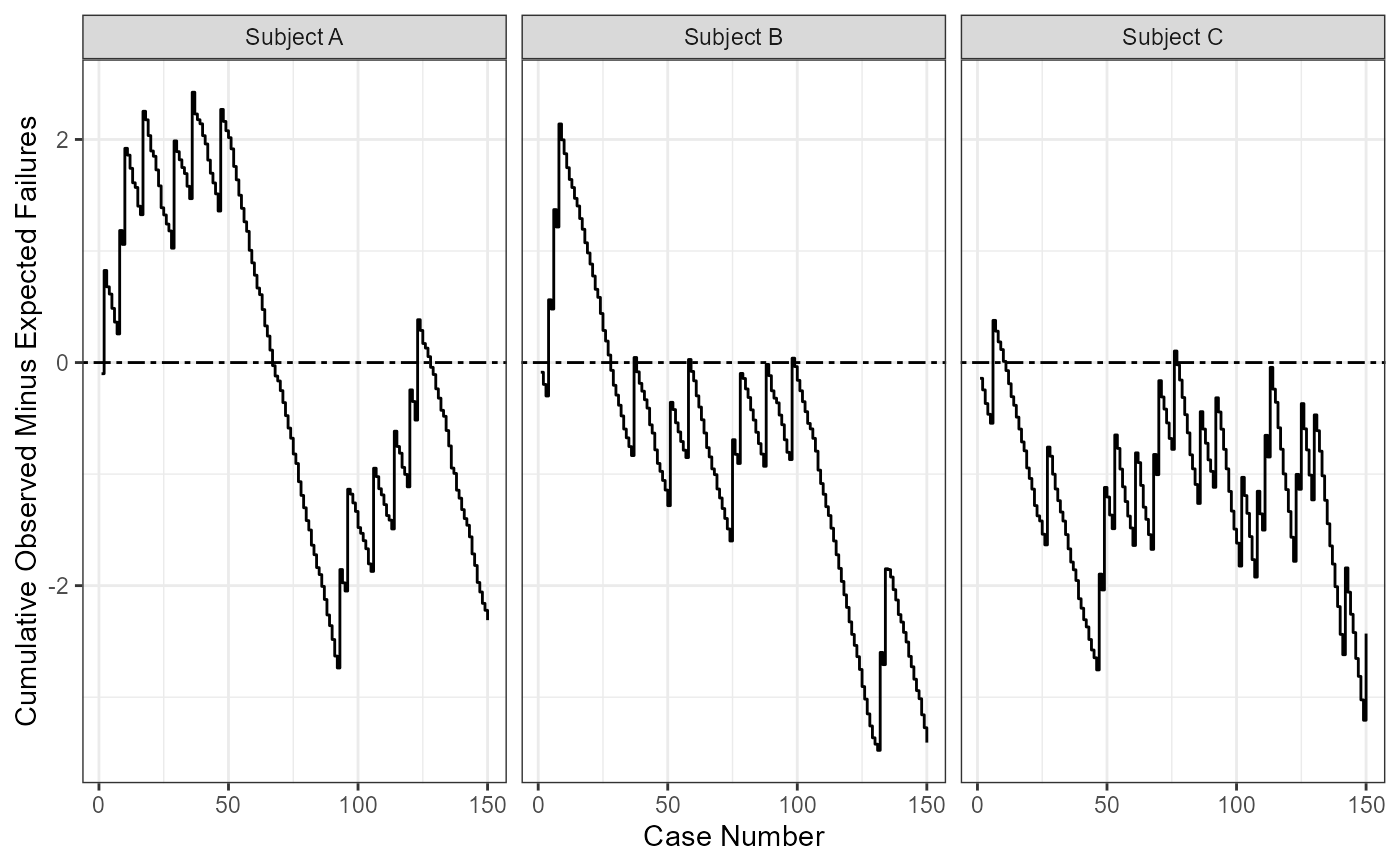 Subject A
Subject B
Subject C
Cumulative Observed Minus Expected Failures
2
0
-2
0 50 100 150
0 50 100 150
0 50 100 150
Case Number